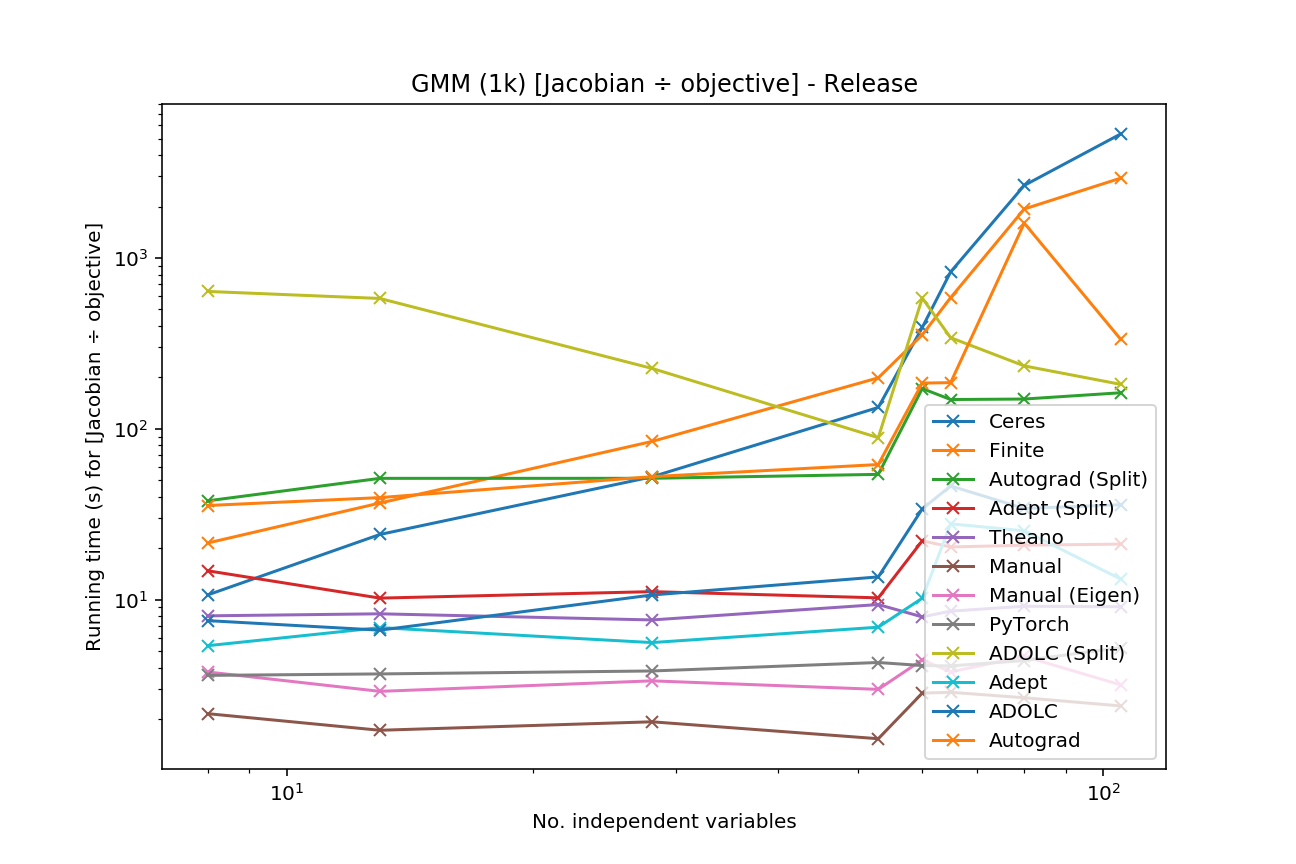 GMM (1k) [Jacobian ÷ objective] - Release
Running time (s) for [Jacobian ÷ objective]
10³
10²
10¹
Ceres
Finite
Autograd (Split)
Adept (Split)
Theano
Manual
Manual (Eigen)
PyTorch
ADOLC (Split)
Adept
ADOLC
Autograd
10¹
10²
No. independent variables